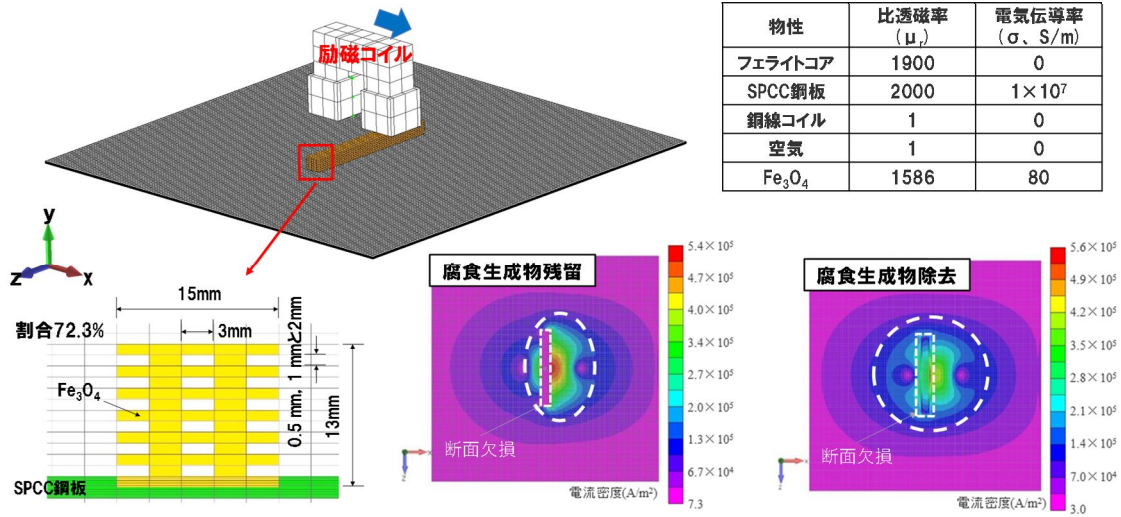 励磁コイル
物性 比透磁率 (μr) 電気伝導率 (σ、S/m)
フェライトコア 1900 0
SPCC鋼板 2000 1×10⁷
銅線コイル 1 0
空気 1 0
Fe₃O₄ 1586 80
y
z
x
15mm
割合72.3%
3mm
Fe₃O₄
0.5 mm, 1 mmと2mm
13mm
SPCC鋼板
腐食生成物残留
断面欠損
5.4×10⁵
4.7×10⁵
4.0×10⁵
3.4×10⁵
2.7×10⁵
2.0×10⁵
1.3×10⁵
6.7×10⁴
7.3
x
z
電流密度(A/m²)
腐食生成物除去
断面欠損
5.6×10⁵
4.9×10⁵
4.2×10⁵
3.5×10⁵
2.8×10⁵
2.1×10⁵
1.4×10⁵
7.0×10⁴
3.0
x
z
電流密度(A/m²)